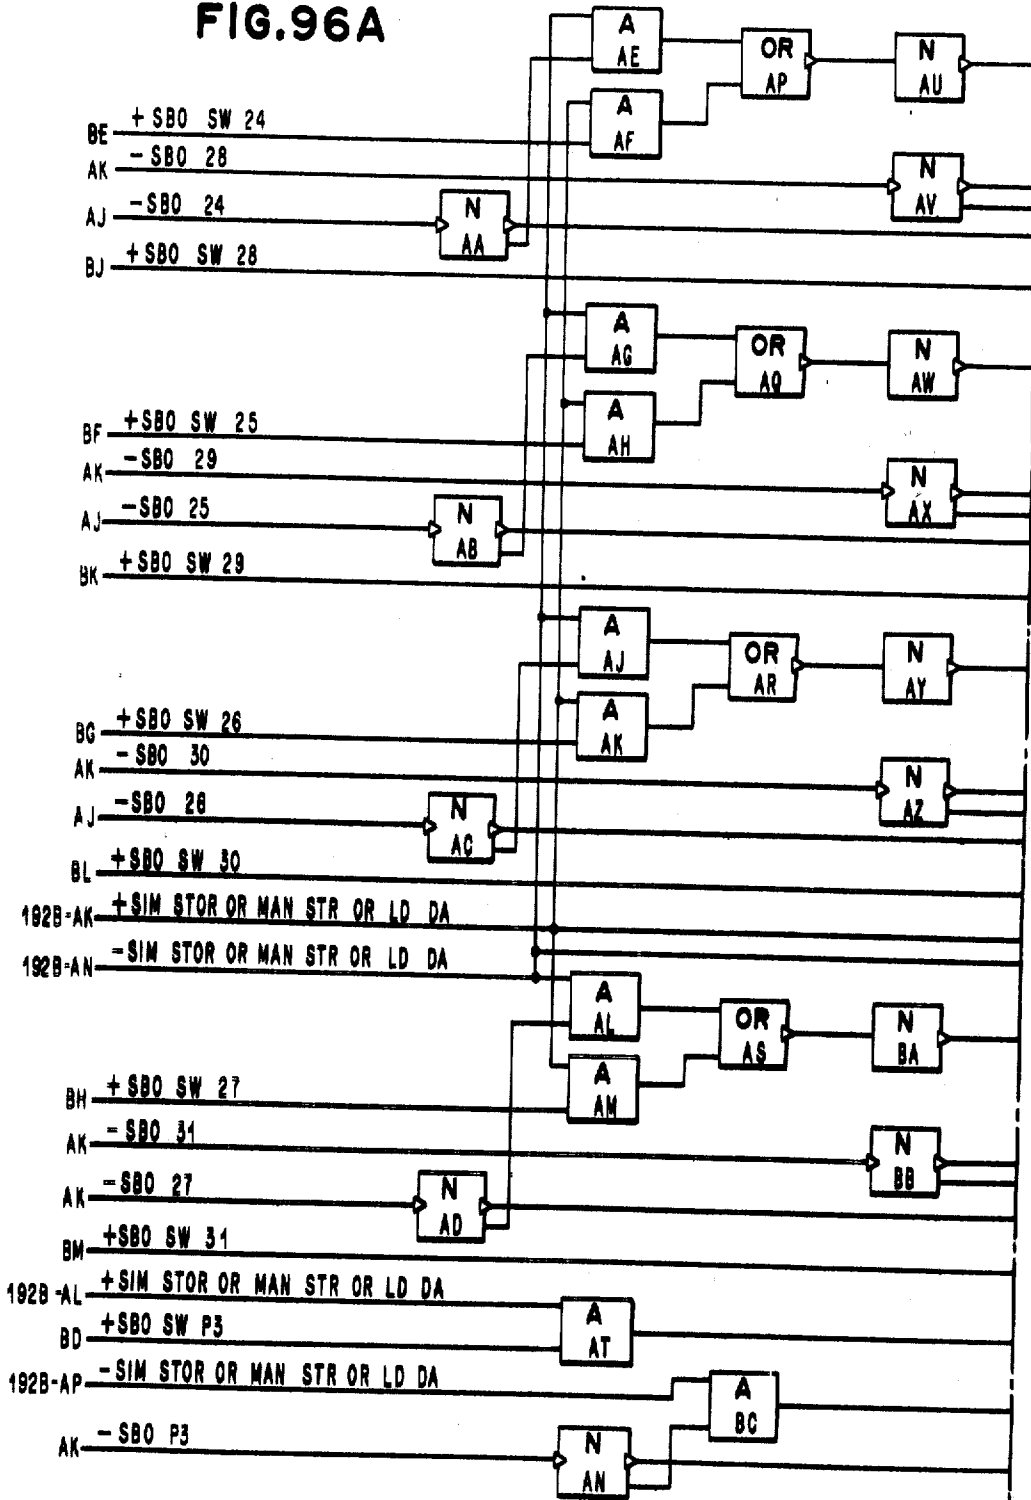 FIG.96A
A
AE
OR
AP
N
AU
A
AF
BE +SBO SW 24
AK -SBO 28
N
AV
AJ -SBO 24
N
AA
BJ +SBO SW 28
A
AG
OR
AQ
N
AW
A
AH
BF +SBO SW 25
AK -SBO 29
N
AX
AJ -SBO 25
N
AB
BK +SBO SW 29
A
AJ
OR
AR
N
AY
A
AK
BG +SBO SW 26
AK -SBO 30
N
AZ
AJ -SBO 26
N
AC
BL +SBO SW 30
192B-AK +SIM STOR OR MAN STR OR LD DA
192B-AN -SIM STOR OR MAN STR OR LD DA
A
AL
OR
AS
N
BA
A
AM
BH +SBO SW 27
AK -SBO 31
N
BB
AK -SBO 27
N
AD
BM +SBO SW 31
192B-AL +SIM STOR OR MAN STR OR LD DA
A
AT
BD +SBO SW P3
192B-AP -SIM STOR OR MAN STR OR LD DA
A
BC
AK -SBO P3
N
AN